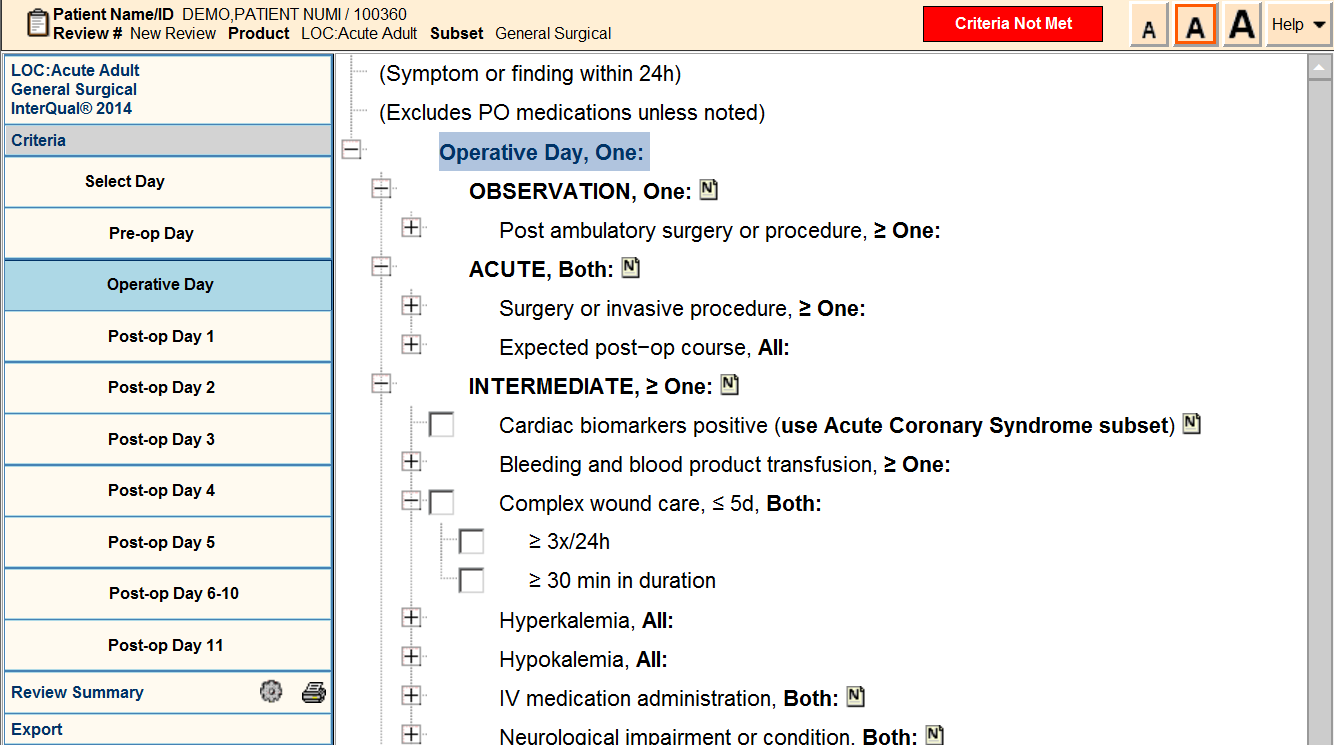 Patient Name/ID DEMO,PATIENT NUMI / 100360
Review # New Review Product LOC:Acute Adult Subset General Surgical
Criteria Not Met
A A A Help
LOC:Acute Adult
General Surgical
InterQual® 2014
Criteria
Select Day
Pre-op Day
Operative Day
Post-op Day 1
Post-op Day 2
Post-op Day 3
Post-op Day 4
Post-op Day 5
Post-op Day 6-10
Post-op Day 11
Review Summary
Export
(Symptom or finding within 24h)
(Excludes PO medications unless noted)
Operative Day, One:
OBSERVATION, One: N
Post ambulatory surgery or procedure, ≥ One:
ACUTE, Both: N
Surgery or invasive procedure, ≥ One:
Expected post−op course, All:
INTERMEDIATE, ≥ One: N
Cardiac biomarkers positive (use Acute Coronary Syndrome subset) N
Bleeding and blood product transfusion, ≥ One:
Complex wound care, ≤ 5d, Both:
≥ 3x/24h
≥ 30 min in duration
Hyperkalemia, All:
Hypokalemia, All:
IV medication administration, Both: N
Neurological impairment or condition, Both: N